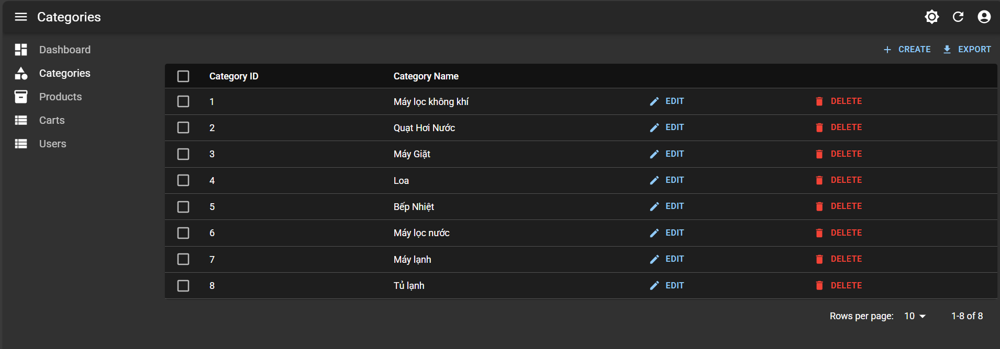 Categories
Dashboard
Categories
Products
Carts
Users
CREATE EXPORT
Category ID Category Name
1 Máy lọc không khí EDIT DELETE
2 Quạt Hơi Nước EDIT DELETE
3 Máy Giặt EDIT DELETE
4 Loa EDIT DELETE
5 Bếp Nhiệt EDIT DELETE
6 Máy lọc nước EDIT DELETE
7 Máy lạnh EDIT DELETE
8 Tủ lạnh EDIT DELETE
Rows per page: 10 1-8 of 8